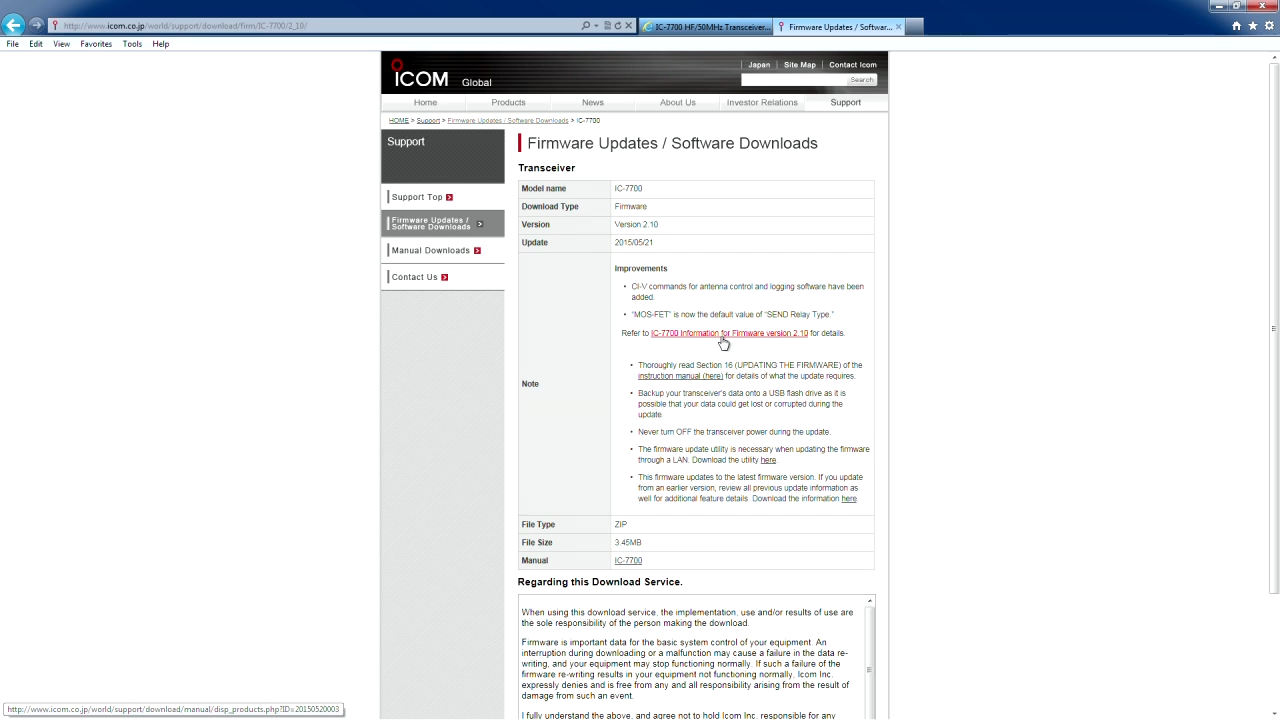 http://www.icom.co.jp/world/support/download/firm/IC-7700/2_10/
IC-7700 HF/50MHz Transceiver...
Firmware Updates / Softwar...
File Edit View Favorites Tools Help
ICOM Global
Japan Site Map Contact Icom
Search
Home Products News About Us Investor Relations Support
HOME > Support > Firmware Updates / Software Downloads > IC-7700
Support
Support Top
Firmware Updates /
Software Downloads
Manual Downloads
Contact Us
Firmware Updates / Software Downloads
Transceiver
Model name IC-7700
Download Type Firmware
Version Version 2.10
Update 2015/05/21
Note
Improvements
• CI-V commands for antenna control and logging software have been
added.
• "MOS-FET" is now the default value of "SEND Relay Type."
Refer to IC-7700 Information for Firmware version 2.10 for details.
• Thoroughly read Section 16 (UPDATING THE FIRMWARE) of the
instruction manual (here) for details of what the update requires.
• Backup your transceiver's data onto a USB flash drive as it is
possible that your data could get lost or corrupted during the
update.
• Never turn OFF the transceiver power during the update.
• The firmware update utility is necessary when updating the firmware
through a LAN. Download the utility here.
• This firmware updates to the latest firmware version. If you update
from an earlier version, review all previous update information as
well for additional feature details. Download the information here
File Type ZIP
File Size 3.45MB
Manual IC-7700
Regarding this Download Service.
When using this download service, the implementation, use and/or results of use are
the sole responsibility of the person making the download.
Firmware is important data for the basic system control of your equipment. An
interruption during downloading or a malfunction may cause a failure in the data re-
writing, and your equipment may stop functioning normally. If such a failure of the
firmware re-writing results in your equipment not functioning normally, Icom Inc.
expressly denies and is free from any and all responsibility arising from the result of
damage from such an event.
I fully understand the above, and agree not to hold Icom Inc. responsible for any
http://www.icom.co.jp/world/support/download/manual/disp_products.php?ID=20150520003